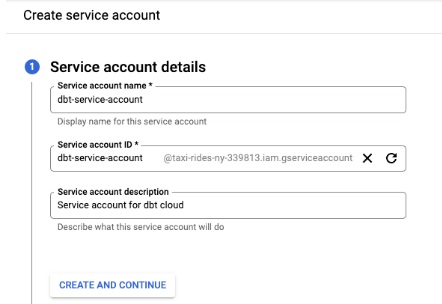 Create service account
1
Service account details
Service account name *
dbt-service-account
Display name for this service account
Service account ID *
dbt-service-account @taxi-rides-ny-339813.iam.gserviceaccount
Service account description
Service account for dbt cloud
Describe what this service account will do
CREATE AND CONTINUE